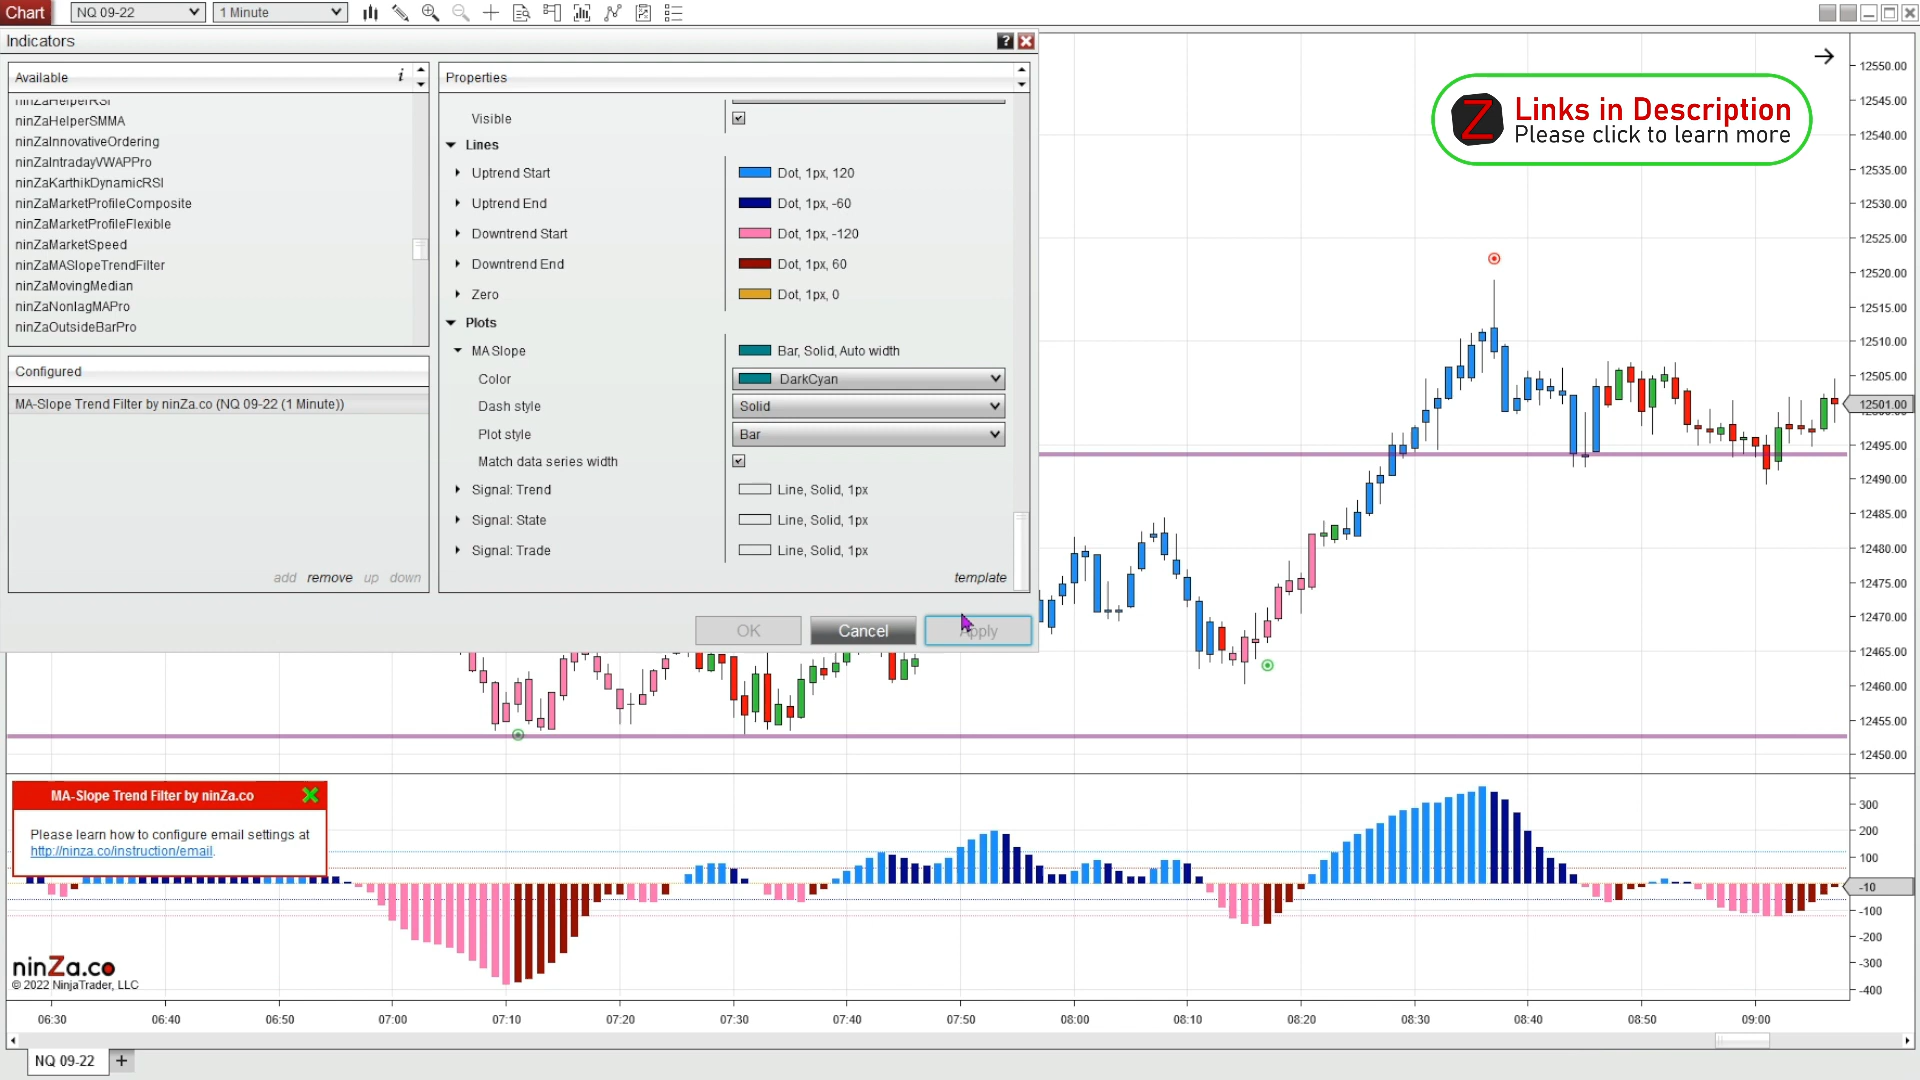 Chart
NQ 09-22
1 Minute
Indicators
?
Available
i
ninZaHelperRSI
ninZaHelperSMMA
ninZaInnovativeOrdering
ninZaIntradayVWAPPro
ninZaKarthikDynamicRSI
ninZaMarketProfileComposite
ninZaMarketProfileFlexible
ninZaMarketSpeed
ninZaMASlopeTrendFilter
ninZaMovingMedian
ninZaNonlagMAPro
ninZaOutsideBarPro
Configured
MA-Slope Trend Filter by ninZa.co (NQ 09-22 (1 Minute))
add remove up down
Properties
Visible
Lines
Uptrend Start Dot, 1px, 120
Uptrend End Dot, 1px, -60
Downtrend Start Dot, 1px, -120
Downtrend End Dot, 1px, 60
Zero Dot, 1px, 0
Plots
MA Slope Bar, Solid, Auto width
Color DarkCyan
Dash style Solid
Plot style Bar
Match data series width
Signal: Trend Line, Solid, 1px
Signal: State Line, Solid, 1px
Signal: Trade Line, Solid, 1px
template
OK Cancel Apply
Z
Links in Description
Please click to learn more
12550.00
12545.00
12540.00
12535.00
12530.00
12525.00
12520.00
12515.00
12510.00
12505.00
12501.00
12495.00
12490.00
12485.00
12480.00
12475.00
12470.00
12465.00
12460.00
12455.00
12450.00
MA-Slope Trend Filter by ninZa.co
Please learn how to configure email settings at
http://ninza.co/instruction/email.
300
200
100
-10
-100
-200
-300
-400
ninZa.co
© 2022 NinjaTrader, LLC
06:30 06:40 06:50 07:00 07:10 07:20 07:30 07:40 07:50 08:00 08:10 08:20 08:30 08:40 08:50 09:00
NQ 09-22 +